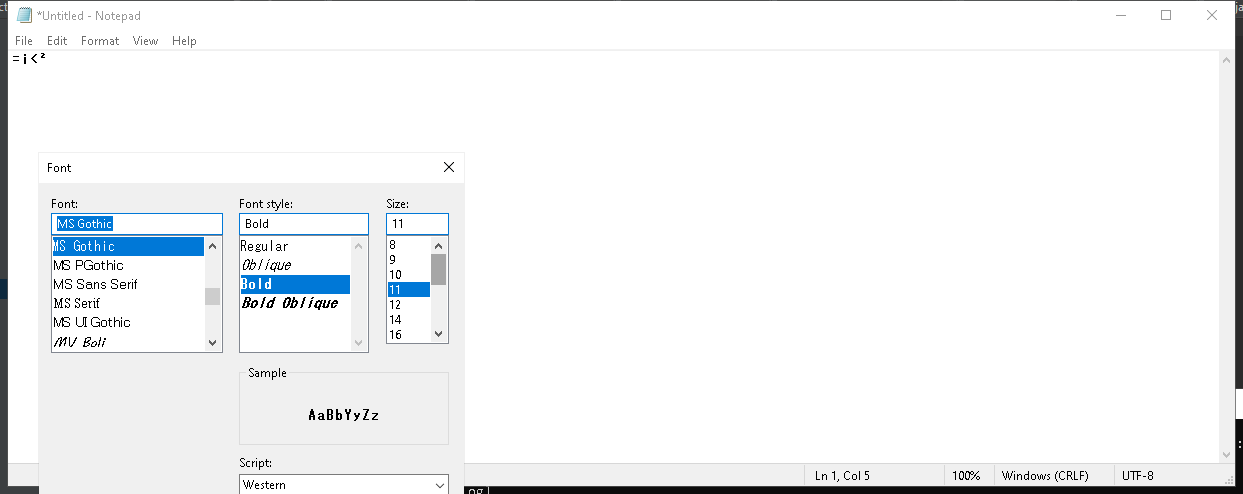 *Untitled - Notepad
File Edit Format View Help
=i<²
Font
Font: Font style: Size:
MS Gothic Bold 11
MS Gothic Regular 8
MS PGothic Oblique 9
MS Sans Serif Bold 10
MS Serif Bold Oblique 11
MS UI Gothic 12
MV Boli 14
16
Sample
AaBbYyZz
Script:
Western
Ln 1, Col 5 100% Windows (CRLF) UTF-8